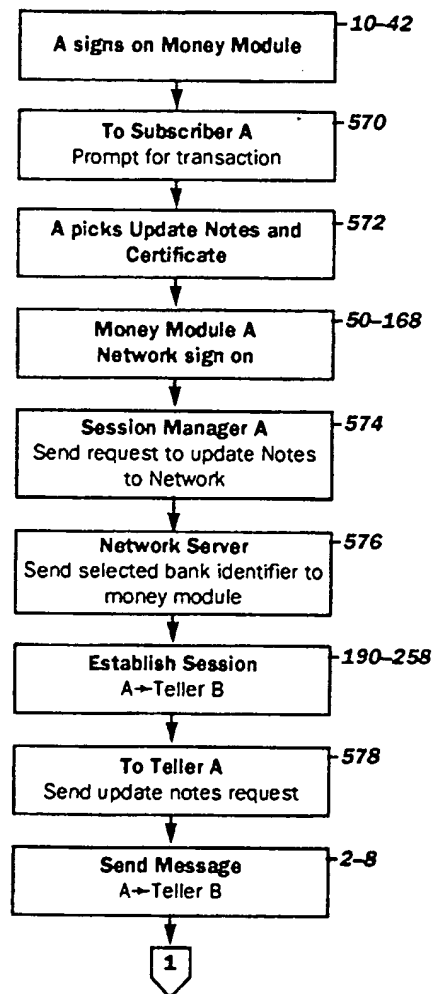 10–42
A signs on Money Module
570
To Subscriber A
Prompt for transaction
572
A picks Update Notes and
Certificate
50–168
Money Module A
Network sign on
574
Session Manager A
Send request to update Notes
to Network
576
Network Server
Send selected bank identifier to
money module
190–258
Establish Session
A→Teller B
578
To Teller A
Send update notes request
2–8
Send Message
A→Teller B
1